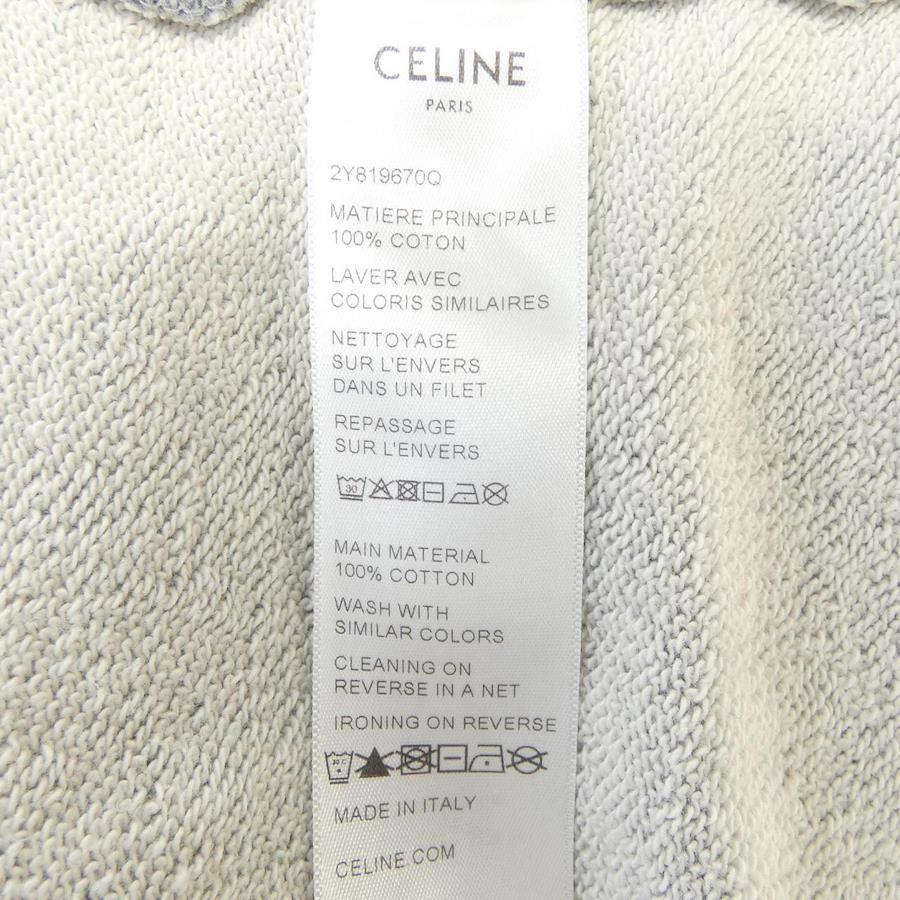 CELINE
PARIS
2Y819670Q
MATIERE PRINCIPALE
100% COTON
LAVER AVEC
COLORIS SIMILAIRES
NETTOYAGE
SUR L'ENVERS
DANS UN FILET
REPASSAGE
SUR L'ENVERS
30
MAIN MATERIAL
100% COTTON
WASH WITH
SIMILAR COLORS
CLEANING ON
REVERSE IN A NET
IRONING ON REVERSE
30 C
MADE IN ITALY
CELINE.COM